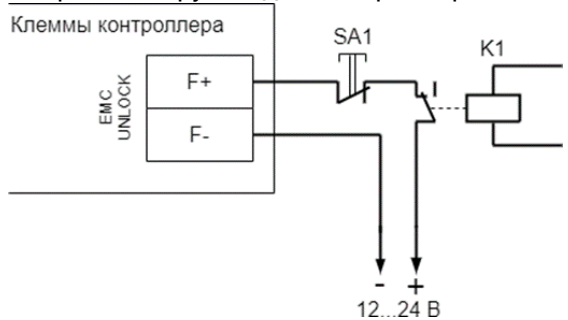 Клеммы контроллера
SA1
K1
EMC
UNLOCK
F+
F-
- +
12...24 В